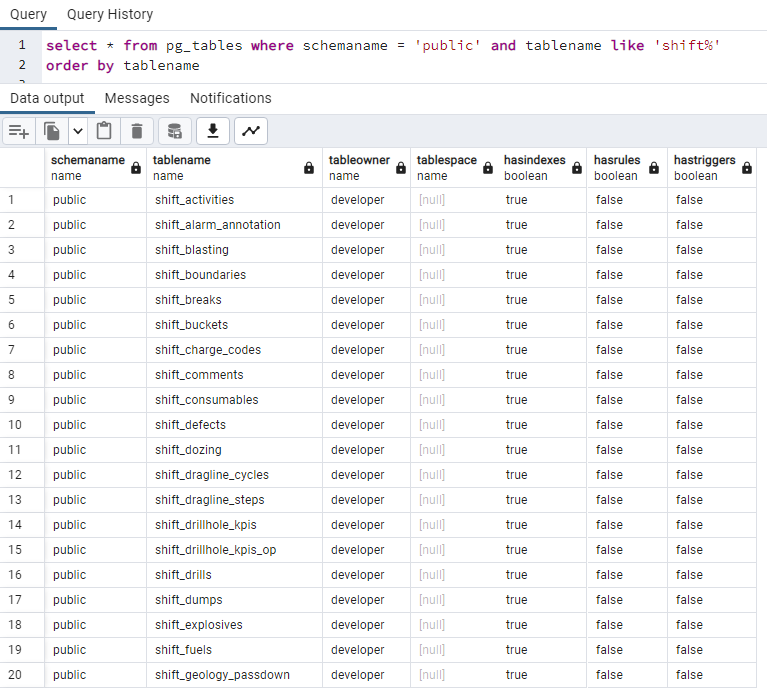 Query Query History
1 select * from pg_tables where schemaname = 'public' and tablename like 'shift%'
2 order by tablename
Data output Messages Notifications
schemaname tablename tableowner tablespace hasindexes hasrules hastriggers
name name name name boolean boolean boolean
1 public shift_activities developer [null] true false false
2 public shift_alarm_annotation developer [null] true false false
3 public shift_blasting developer [null] true false false
4 public shift_boundaries developer [null] true false false
5 public shift_breaks developer [null] true false false
6 public shift_buckets developer [null] true false false
7 public shift_charge_codes developer [null] true false false
8 public shift_comments developer [null] true false false
9 public shift_consumables developer [null] true false false
10 public shift_defects developer [null] true false false
11 public shift_dozing developer [null] true false false
12 public shift_dragline_cycles developer [null] true false false
13 public shift_dragline_steps developer [null] true false false
14 public shift_drillhole_kpis developer [null] true false false
15 public shift_drillhole_kpis_op developer [null] true false false
16 public shift_drills developer [null] true false false
17 public shift_dumps developer [null] true false false
18 public shift_explosives developer [null] true false false
19 public shift_fuels developer [null] true false false
20 public shift_geology_passdown developer [null] true false false